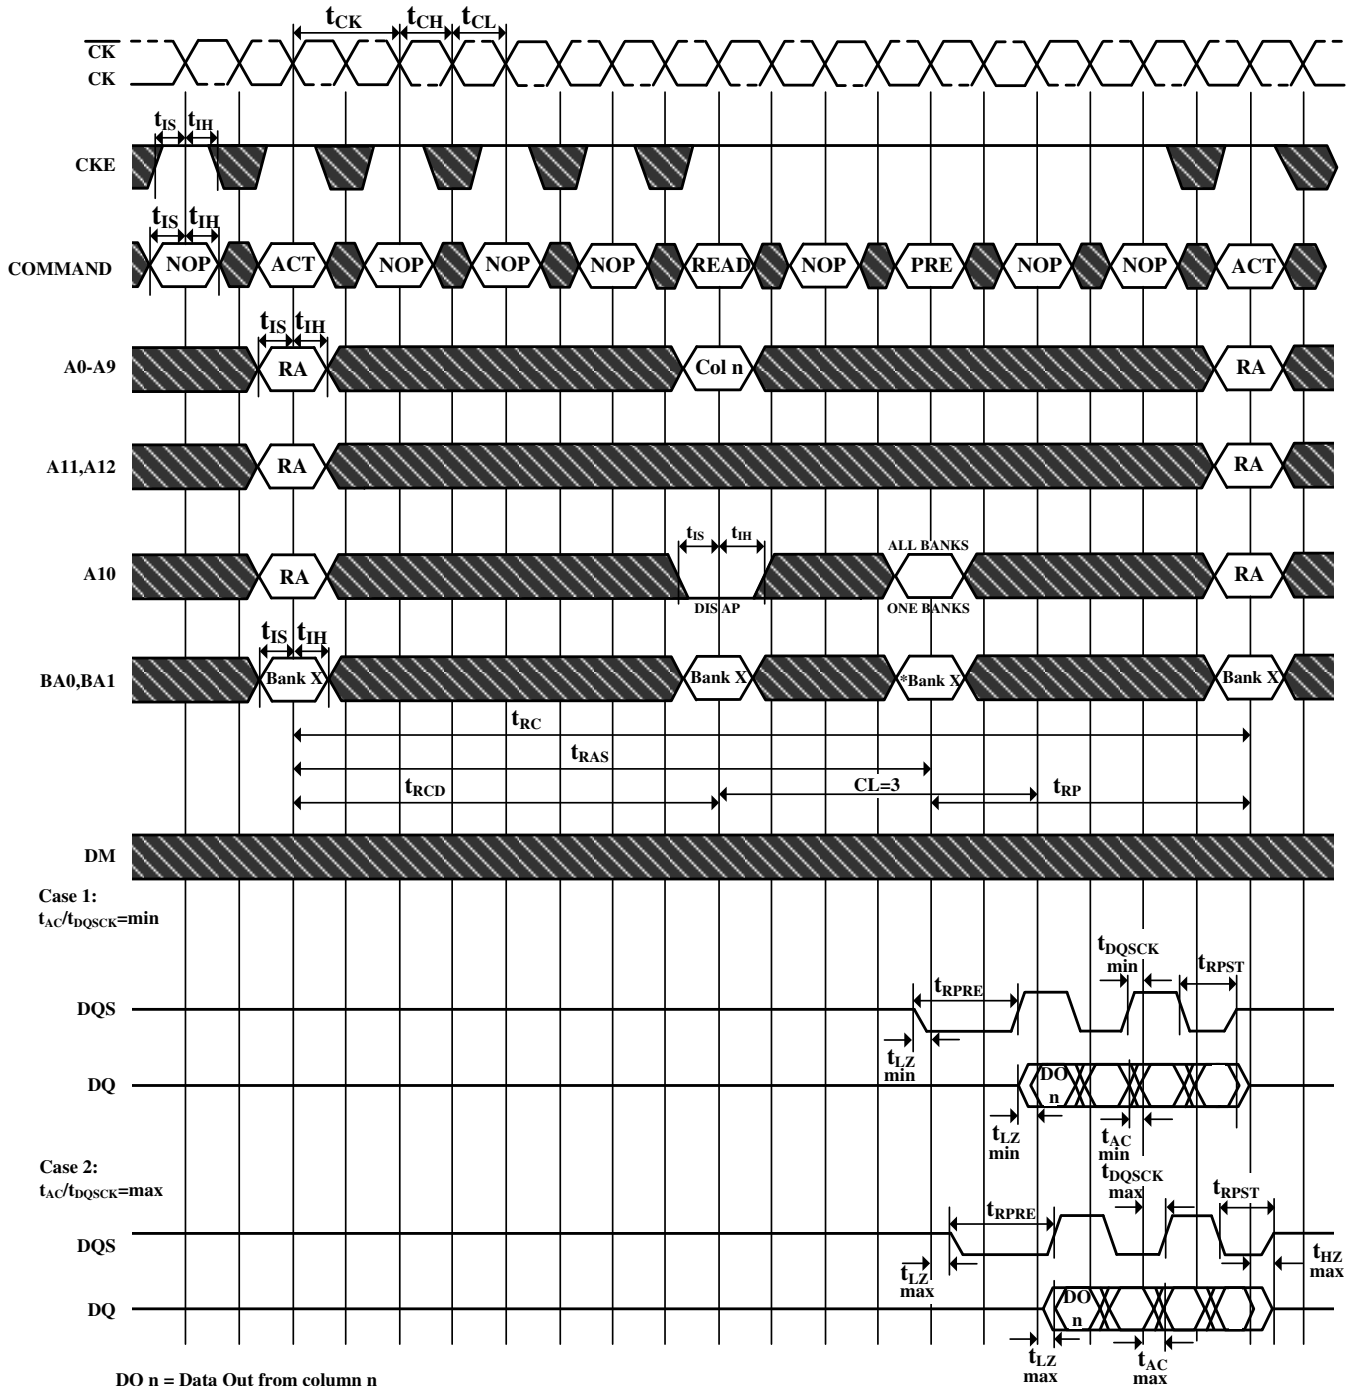 tCK tCH tCL
CK
CK
tIS tIH
CKE
tIS tIH
COMMAND NOP ACT NOP NOP NOP READ NOP PRE NOP NOP ACT
tIS tIH
A0-A9 RA Col n RA
A11,A12 RA RA
tIS tIH ALL BANKS
A10 RA RA
DIS AP ONE BANKS
tIS tIH
BA0,BA1 Bank X Bank X *Bank X Bank X
tRC
tRAS
tRCD CL=3 tRP
DM
Case 1:
tAC/tDQSCK=min
tDQSCK
min
tRPST
tRPRE
DQS
tLZ
min
DQ DO
n
tLZ
min
tAC
min
Case 2:
tAC/tDQSCK=max
tDQSCK
max
tRPST
tRPRE
DQS
tHZ
max
tLZ
max
DQ DO
n
tLZ
max
tAC
max
DO n = Data Out from column n